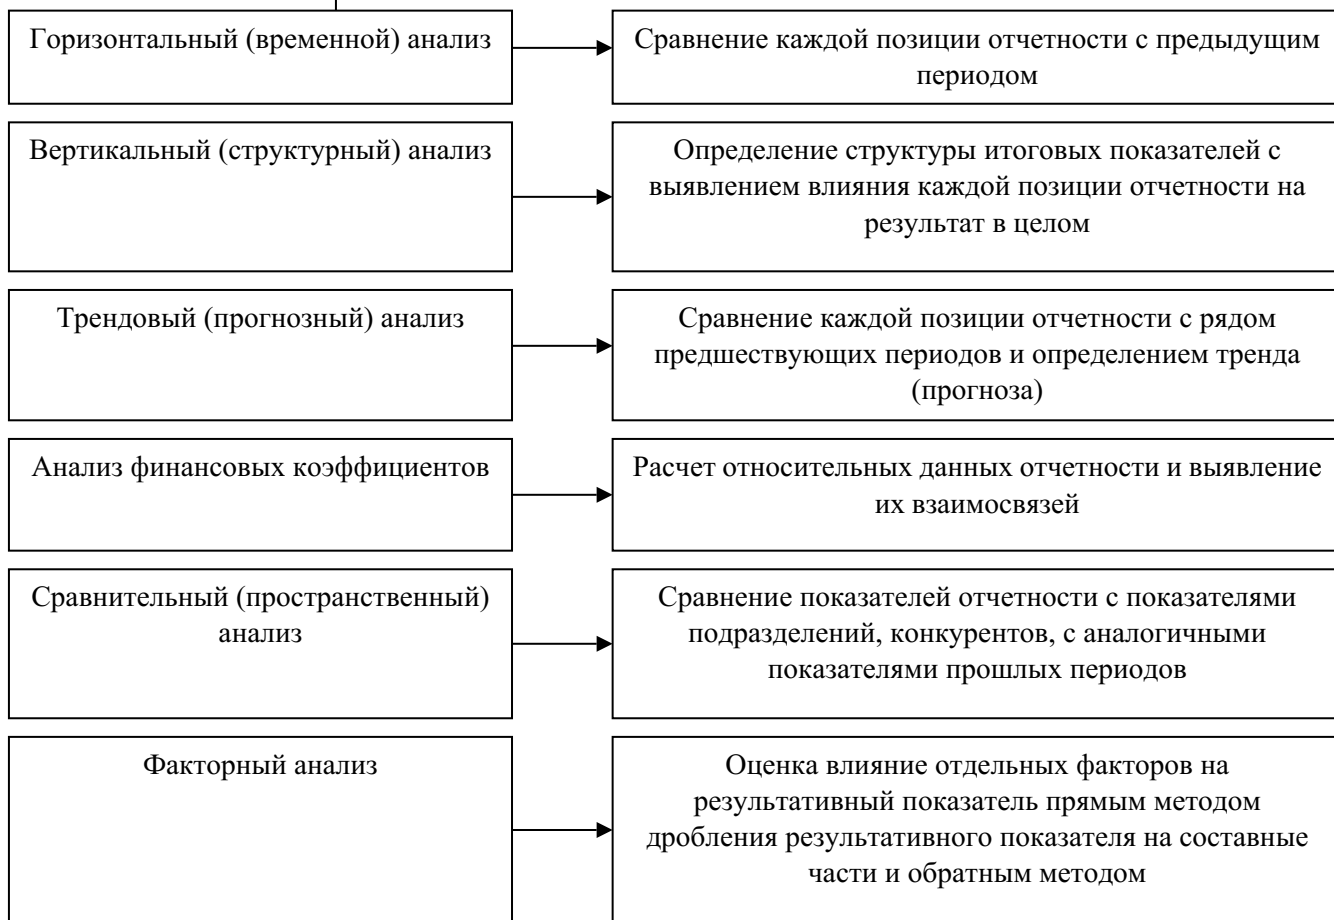 Горизонтальный (временной) анализ
Сравнение каждой позиции отчетности с предыдущим
периодом
Вертикальный (структурный) анализ
Определение структуры итоговых показателей с
выявлением влияния каждой позиции отчетности на
результат в целом
Трендовый (прогнозный) анализ
Сравнение каждой позиции отчетности с рядом
предшествующих периодов и определением тренда
(прогноза)
Анализ финансовых коэффициентов
Расчет относительных данных отчетности и выявление
их взаимосвязей
Сравнительный (пространственный)
анализ
Сравнение показателей отчетности с показателями
подразделений, конкурентов, с аналогичными
показателями прошлых периодов
Факторный анализ
Оценка влияние отдельных факторов на
результативный показатель прямым методом
дробления результативного показателя на составные
части и обратным методом